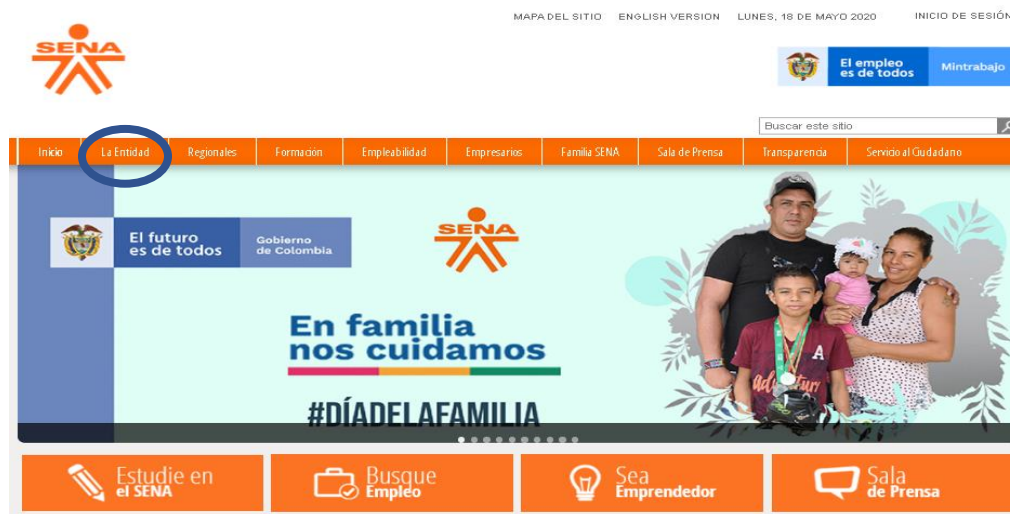 MAPA DEL SITIO ENGLISH VERSION LUNES, 18 DE MAYO 2020 INICIO DE SESIÓN
SENA
El empleo
es de todos
Mintrabajo
Buscar este sitio
Inicio La Entidad Regionales Formación Empleabilidad Empresarios Familia SENA Sala de Prensa Transparencia Servicio al Ciudadano
El futuro
es de todos
Gobierno
de Colombia
SENA
En familia
nos cuidamos
#DÍADELAFAMILIA
A
Estudie en
el SENA
Busque
Empleo
Sea
Emprendedor
Sala
de Prensa